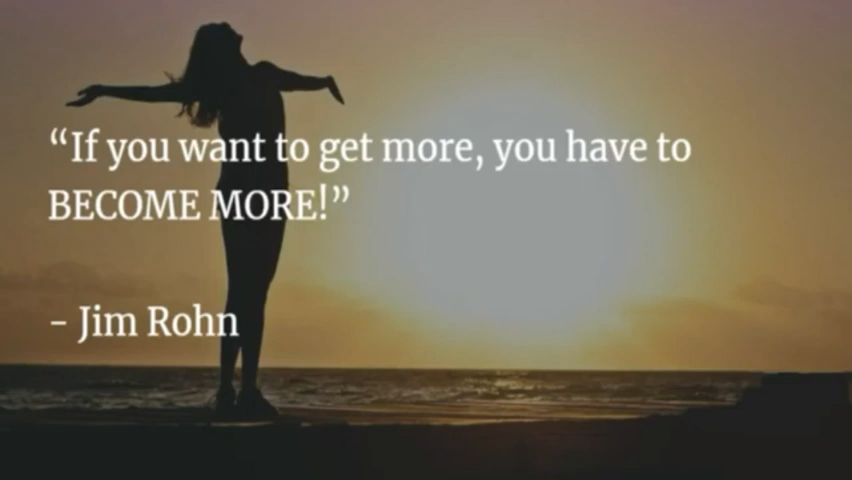 “If you want to get more, you have to
BECOME MORE!”
- Jim Rohn